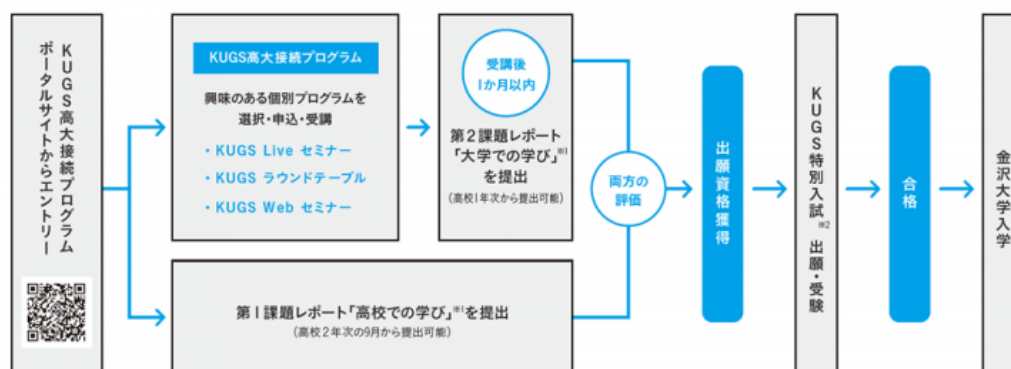 KUGS高大接続プログラム
ポータルサイトからエントリー
KUGS高大接続プログラム
興味のある個別プログラムを
選択・申込・受講
・KUGS Live セミナー
・KUGS ラウンドテーブル
・KUGS Web セミナー
受講後
1か月以内
第2課題レポート
「大学での学び」※1
を提出
(高校1年次から提出可能)
第1課題レポート「高校での学び」※1を提出
(高校2年次の9月から提出可能)
両方の
評価
出願資格獲得
KUGS特別入試※2 出願・受験
合格
金沢大学入学